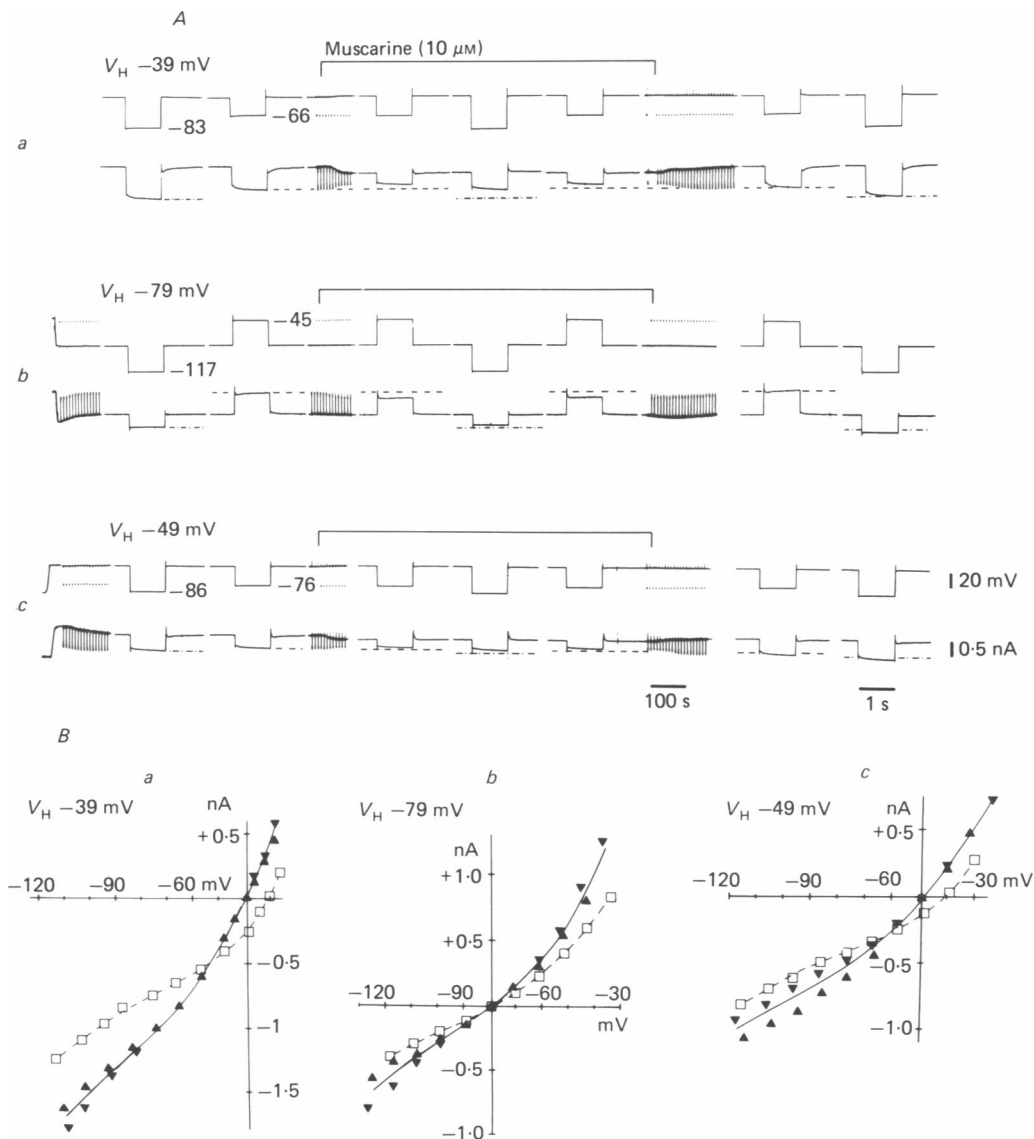 A
Muscarine (10 μM)
V_H −39 mV
−66
−83
a
V_H −79 mV
−45
−117
b
V_H −49 mV
−86
−76
20 mV
c
0·5 nA
100 s
1 s
B
a
b
c
V_H −39 mV
nA
+0·5
−120
−90
−60 mV
−0·5
−1
−1·5
V_H −79 mV
nA
+1·0
+0·5
−120
−90
−60
−30
mV
−0·5
−1·0
V_H −49 mV
nA
+0·5
−120
−90
−60
−30 mV
−0·5
−1·0